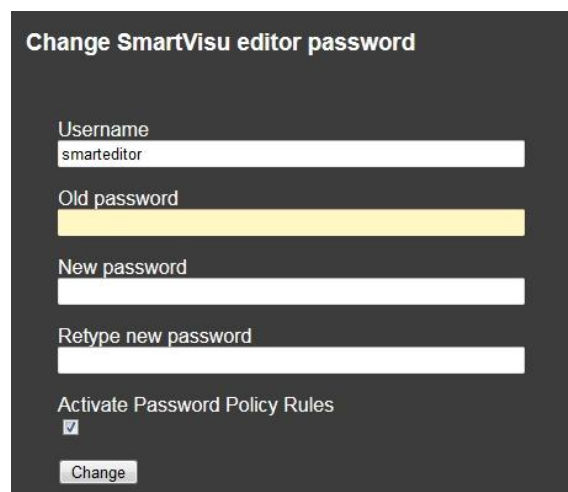 Change SmartVisu editor password
Username
smarteditor
Old password
New password
Retype new password
Activate Password Policy Rules
Change